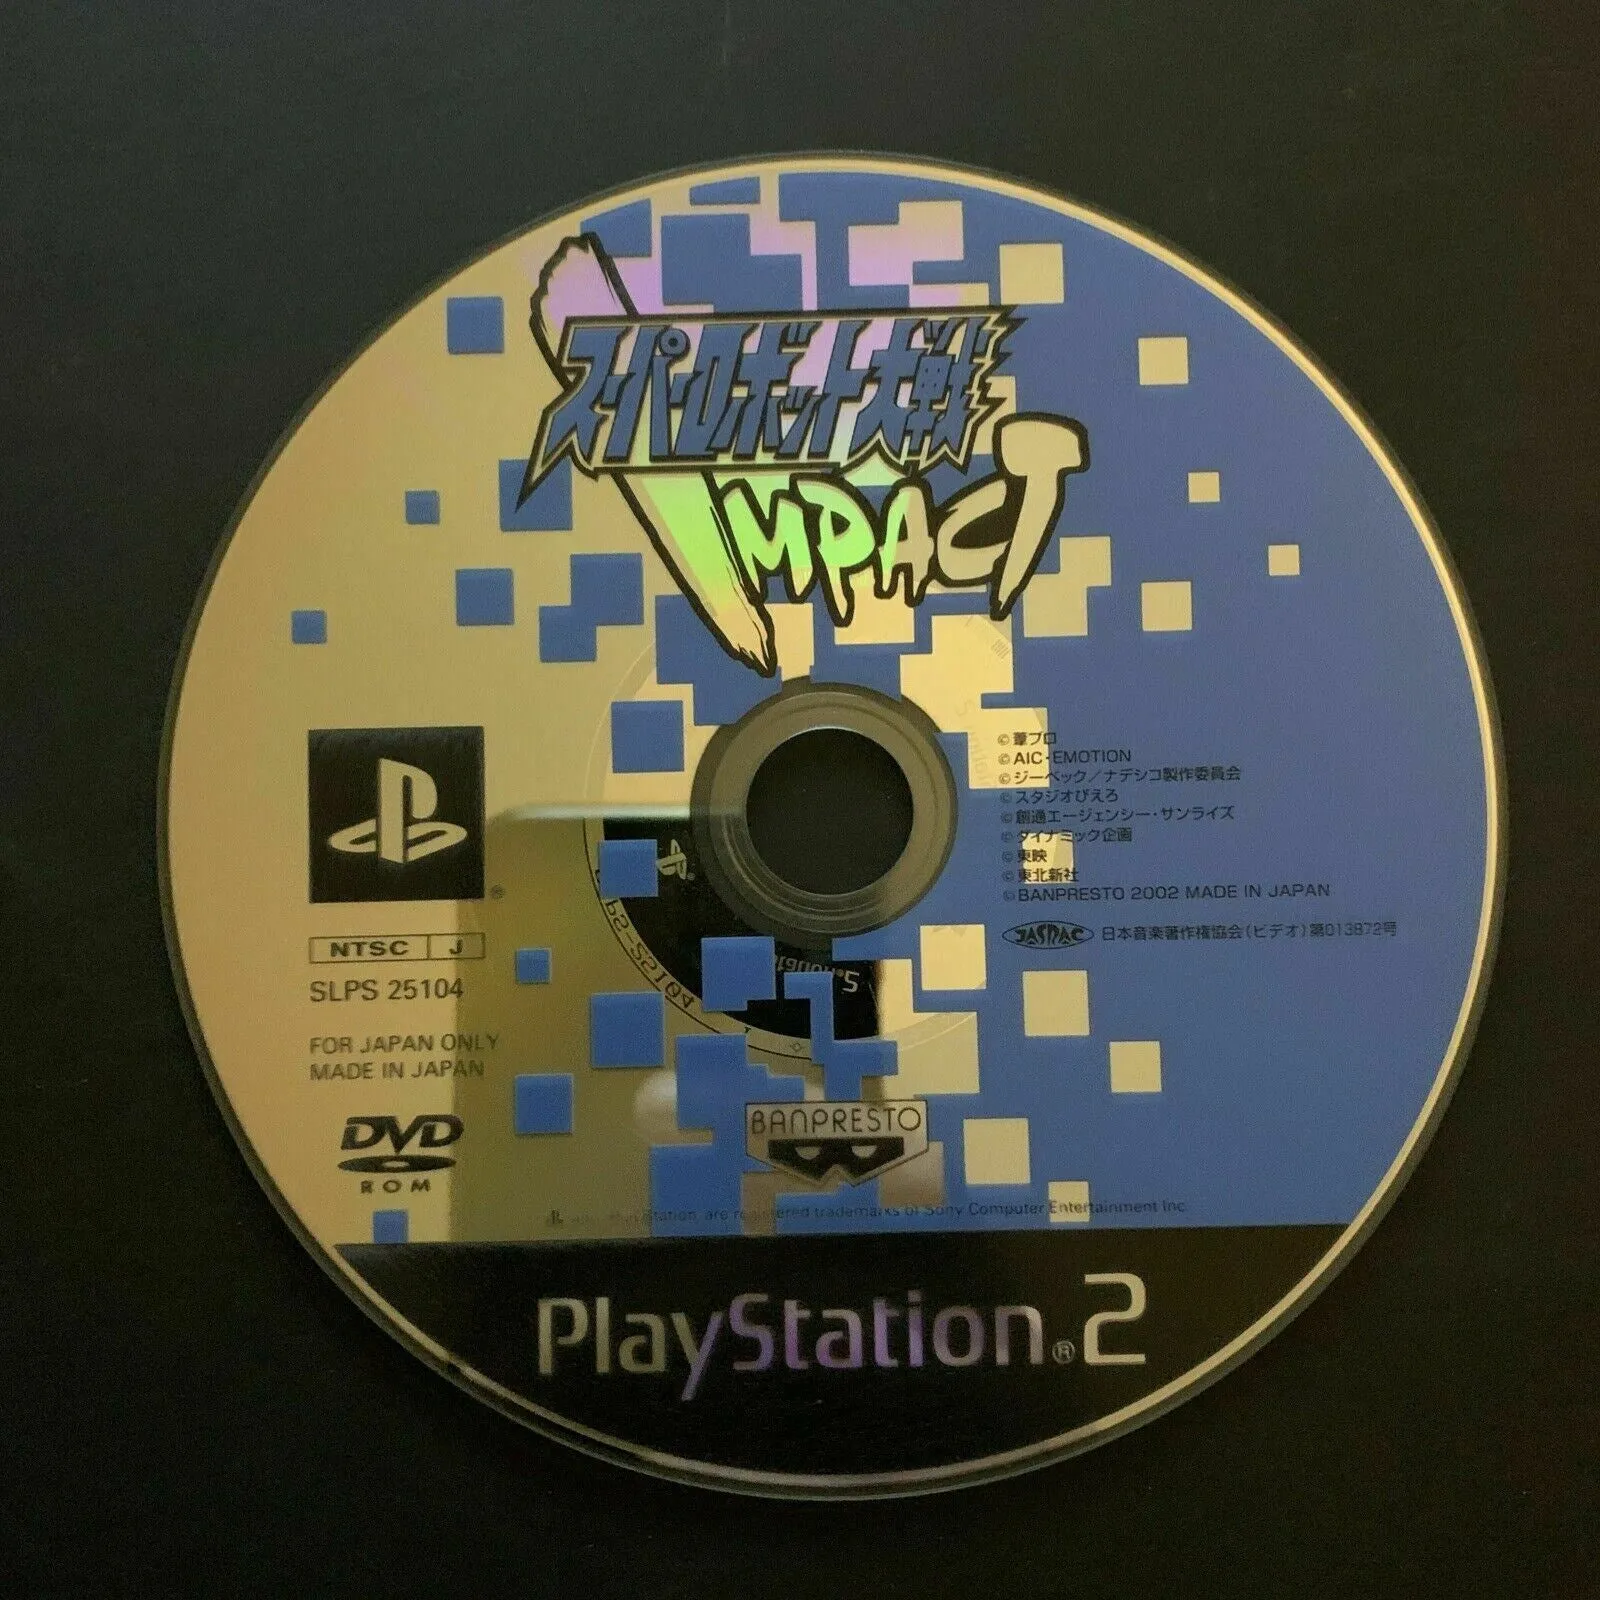 スーパーロボット大戦
IMPACT
©葦プロ
©AIC・EMOTION
©ジーベック/ナデシコ製作委員会
©スタジオぴえろ
©創通エージェンシー・サンライズ
©ダイナミック企画
©東映
©東北新社
©BANPRESTO 2002 MADE IN JAPAN
JASRAC 日本音楽著作権協会(ビデオ)第013872号
®
NTSC J
SLPS 25104
FOR JAPAN ONLY
MADE IN JAPAN
DVD
ROM
BANPRESTO
PlayStation, are registered trademarks of Sony Computer Entertainment Inc.
PlayStation®2